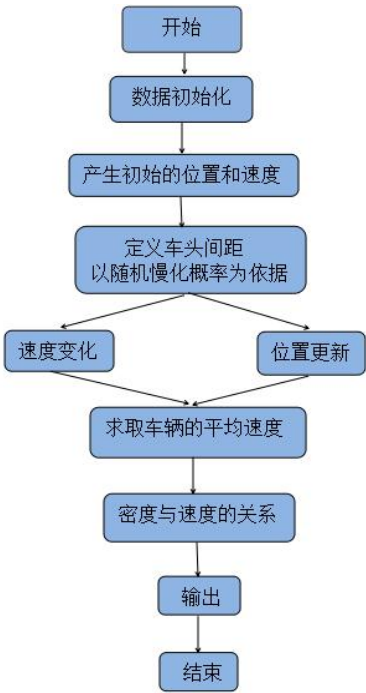 开始
数据初始化
产生初始的位置和速度
定义车头间距
以随机慢化概率为依据
速度变化
位置更新
求取车辆的平均速度
密度与速度的关系
输出
结束